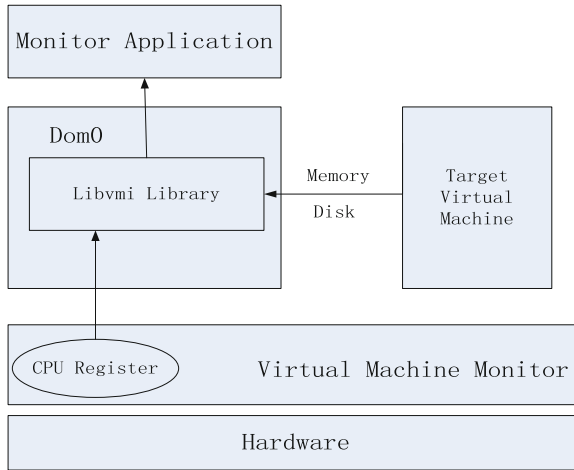 Monitor Application
Dom0
Libvmi Library
Memory
Disk
Target
Virtual
Machine
CPU Register
Virtual Machine Monitor
Hardware